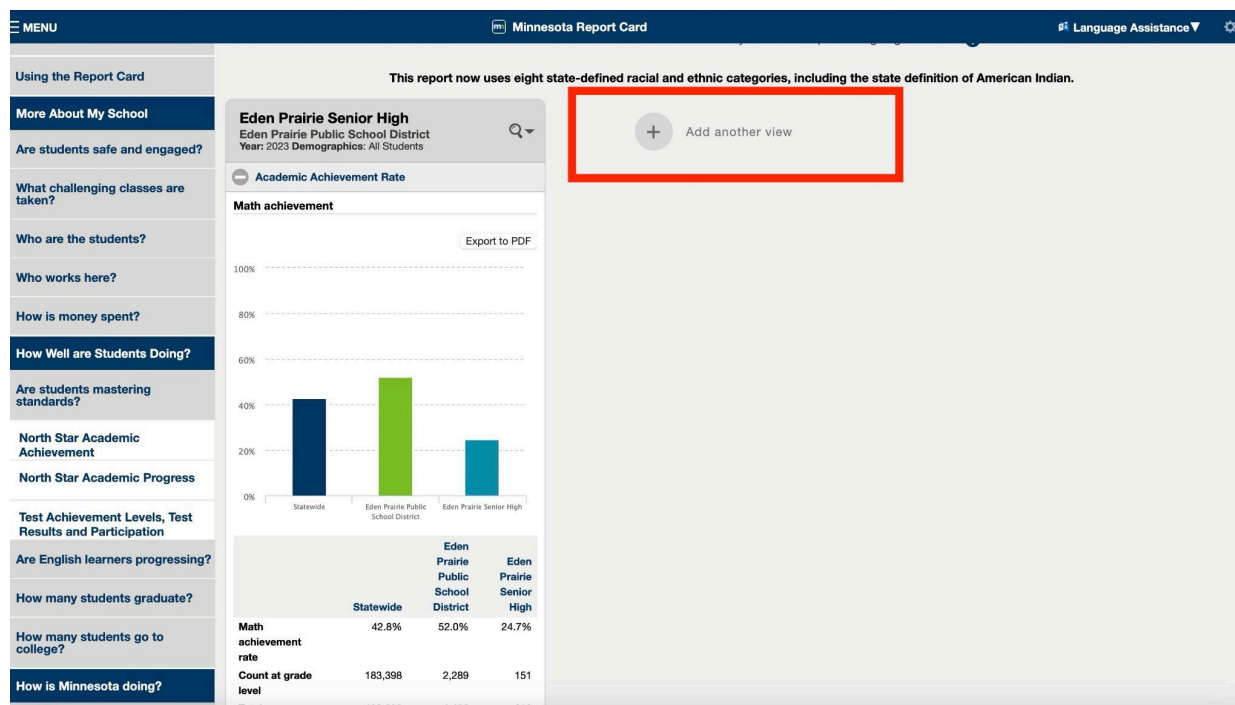 MENU
Minnesota Report Card
Language Assistance▼
This report now uses eight state-defined racial and ethnic categories, including the state definition of American Indian.
Using the Report Card
More About My School
Are students safe and engaged?
What challenging classes are
taken?
Who are the students?
Who works here?
How is money spent?
How Well are Students Doing?
Are students mastering
standards?
North Star Academic
Achievement
North Star Academic Progress
Test Achievement Levels, Test
Results and Participation
Are English learners progressing?
How many students graduate?
How many students go to
college?
How is Minnesota doing?
Eden Prairie Senior High
Eden Prairie Public School District
Year: 2023 Demographics: All Students
Academic Achievement Rate
Math achievement
Export to PDF
100%
80%
60%
40%
20%
0%
Statewide
Eden Prairie Public
School District
Eden Prairie Senior High
Statewide
Eden
Prairie
Public
School
District
Eden
Prairie
Senior
High
Math
achievement
rate
42.8% 52.0% 24.7%
Count at grade
level
183,398 2,289 151
+ Add another view